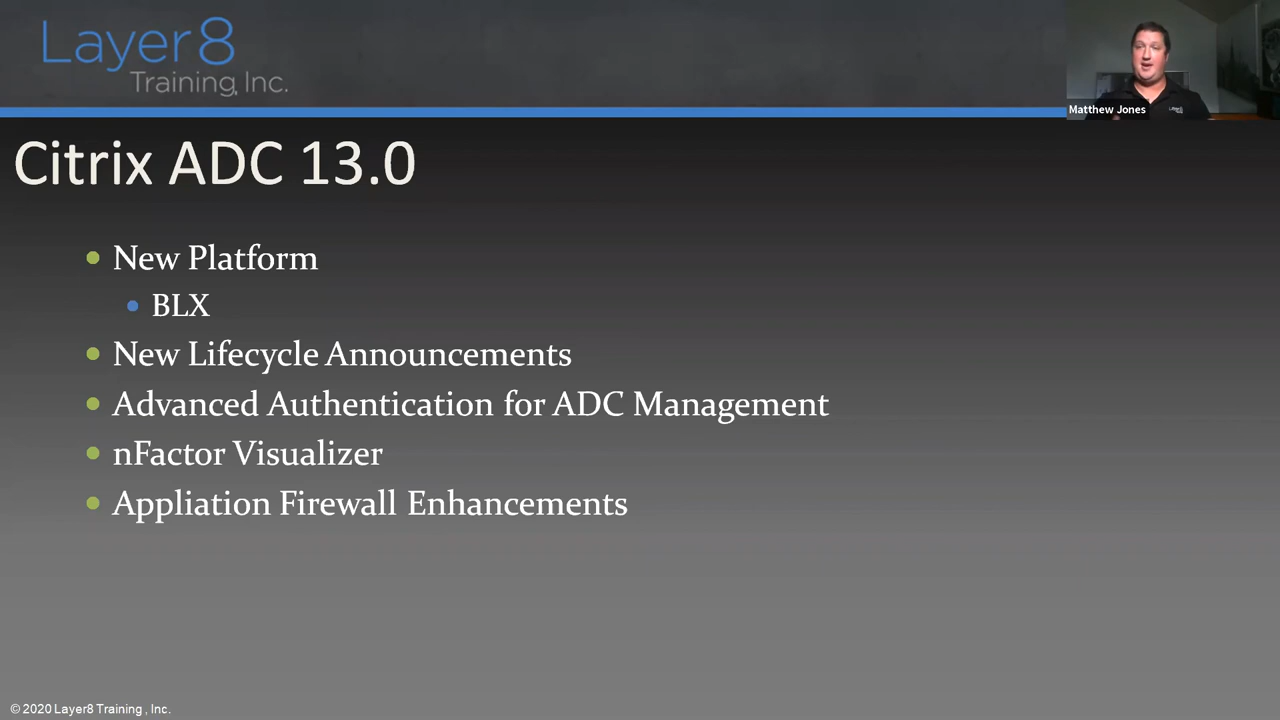 Layer8
Training, Inc.
Matthew Jones
Citrix ADC 13.0
New Platform
BLX
New Lifecycle Announcements
Advanced Authentication for ADC Management
nFactor Visualizer
Appliation Firewall Enhancements
© 2020 Layer8 Training , Inc.